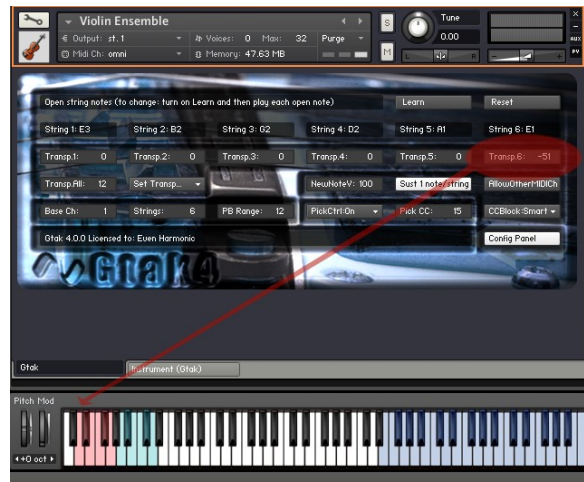 Violin Ensemble
Output: st.1 Voices: 0 Max: 32 Purge
Midi Ch: omni Memory: 47.63 MB
S
M
Tune
0.00
L R
- +
×
-
AUX
PV
Open string notes (to change: turn on Learn and then play each open note) Learn Reset
String 1: E3 String 2: B2 String 3: G2 String 4: D2 String 5: A1 String 6: E1
Transp.1: 0 Transp.2: 0 Transp.3: 0 Transp.4: 0 Transp.5: 0 Transp.6: -51
Transp.All: 12 Set Transp... NewNoteV: 100 Sust 1 note/string AllowOtherMIDICh
Base Ch: 1 Strings: 6 PB Range: 12 PickCtrl:On Pick CC: 15 CCBlock:Smart
Gtak 4.0.0 Licensed to: Euen Harmonic Config Panel
Gtak4
Gtak Instrument (Gtak)
Pitch Mod
+0 oct